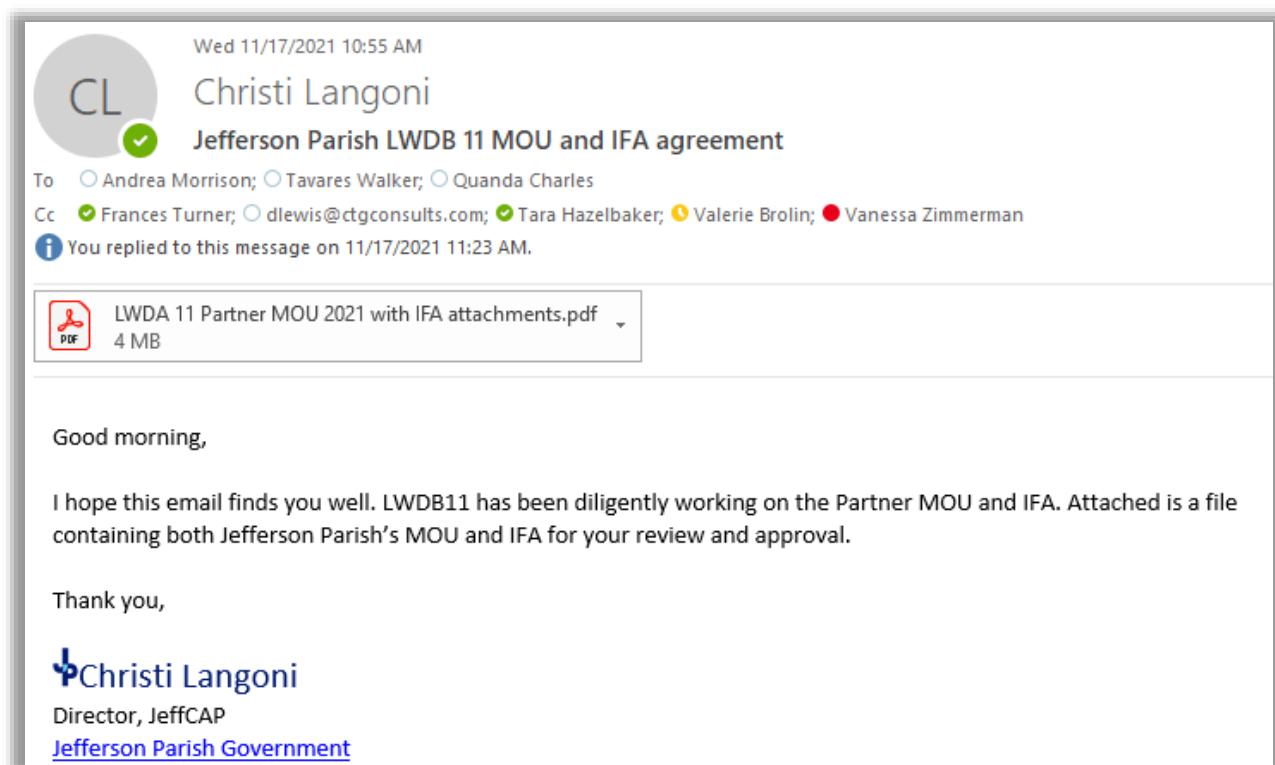 Wed 11/17/2021 10:55 AM
CL
Christi Langoni
Jefferson Parish LWDB 11 MOU and IFA agreement
To Andrea Morrison; Tavares Walker; Quanda Charles
Cc Frances Turner; dlewis@ctgconsults.com; Tara Hazelbaker; Valerie Brolin; Vanessa Zimmerman
i You replied to this message on 11/17/2021 11:23 AM.
PDF
LWDA 11 Partner MOU 2021 with IFA attachments.pdf
4 MB
Good morning,
I hope this email finds you well. LWDB11 has been diligently working on the Partner MOU and IFA. Attached is a file
containing both Jefferson Parish’s MOU and IFA for your review and approval.
Thank you,
JP Christi Langoni
Director, JeffCAP
Jefferson Parish Government